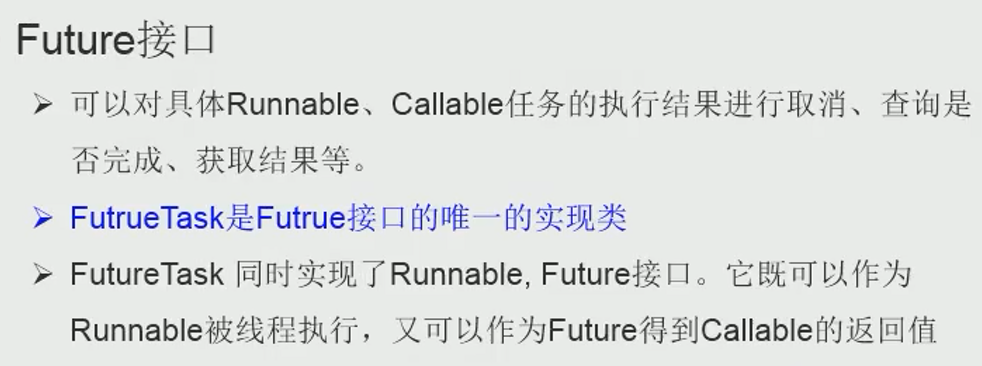 Future接口
➢ 可以对具体Runnable、Callable任务的执行结果进行取消、查询是
否完成、获取结果等。
➢ FutrueTask是Futrue接口的唯一的实现类
➢ FutureTask 同时实现了Runnable, Future接口。它既可以作为
Runnable被线程执行，又可以作为Future得到Callable的返回值